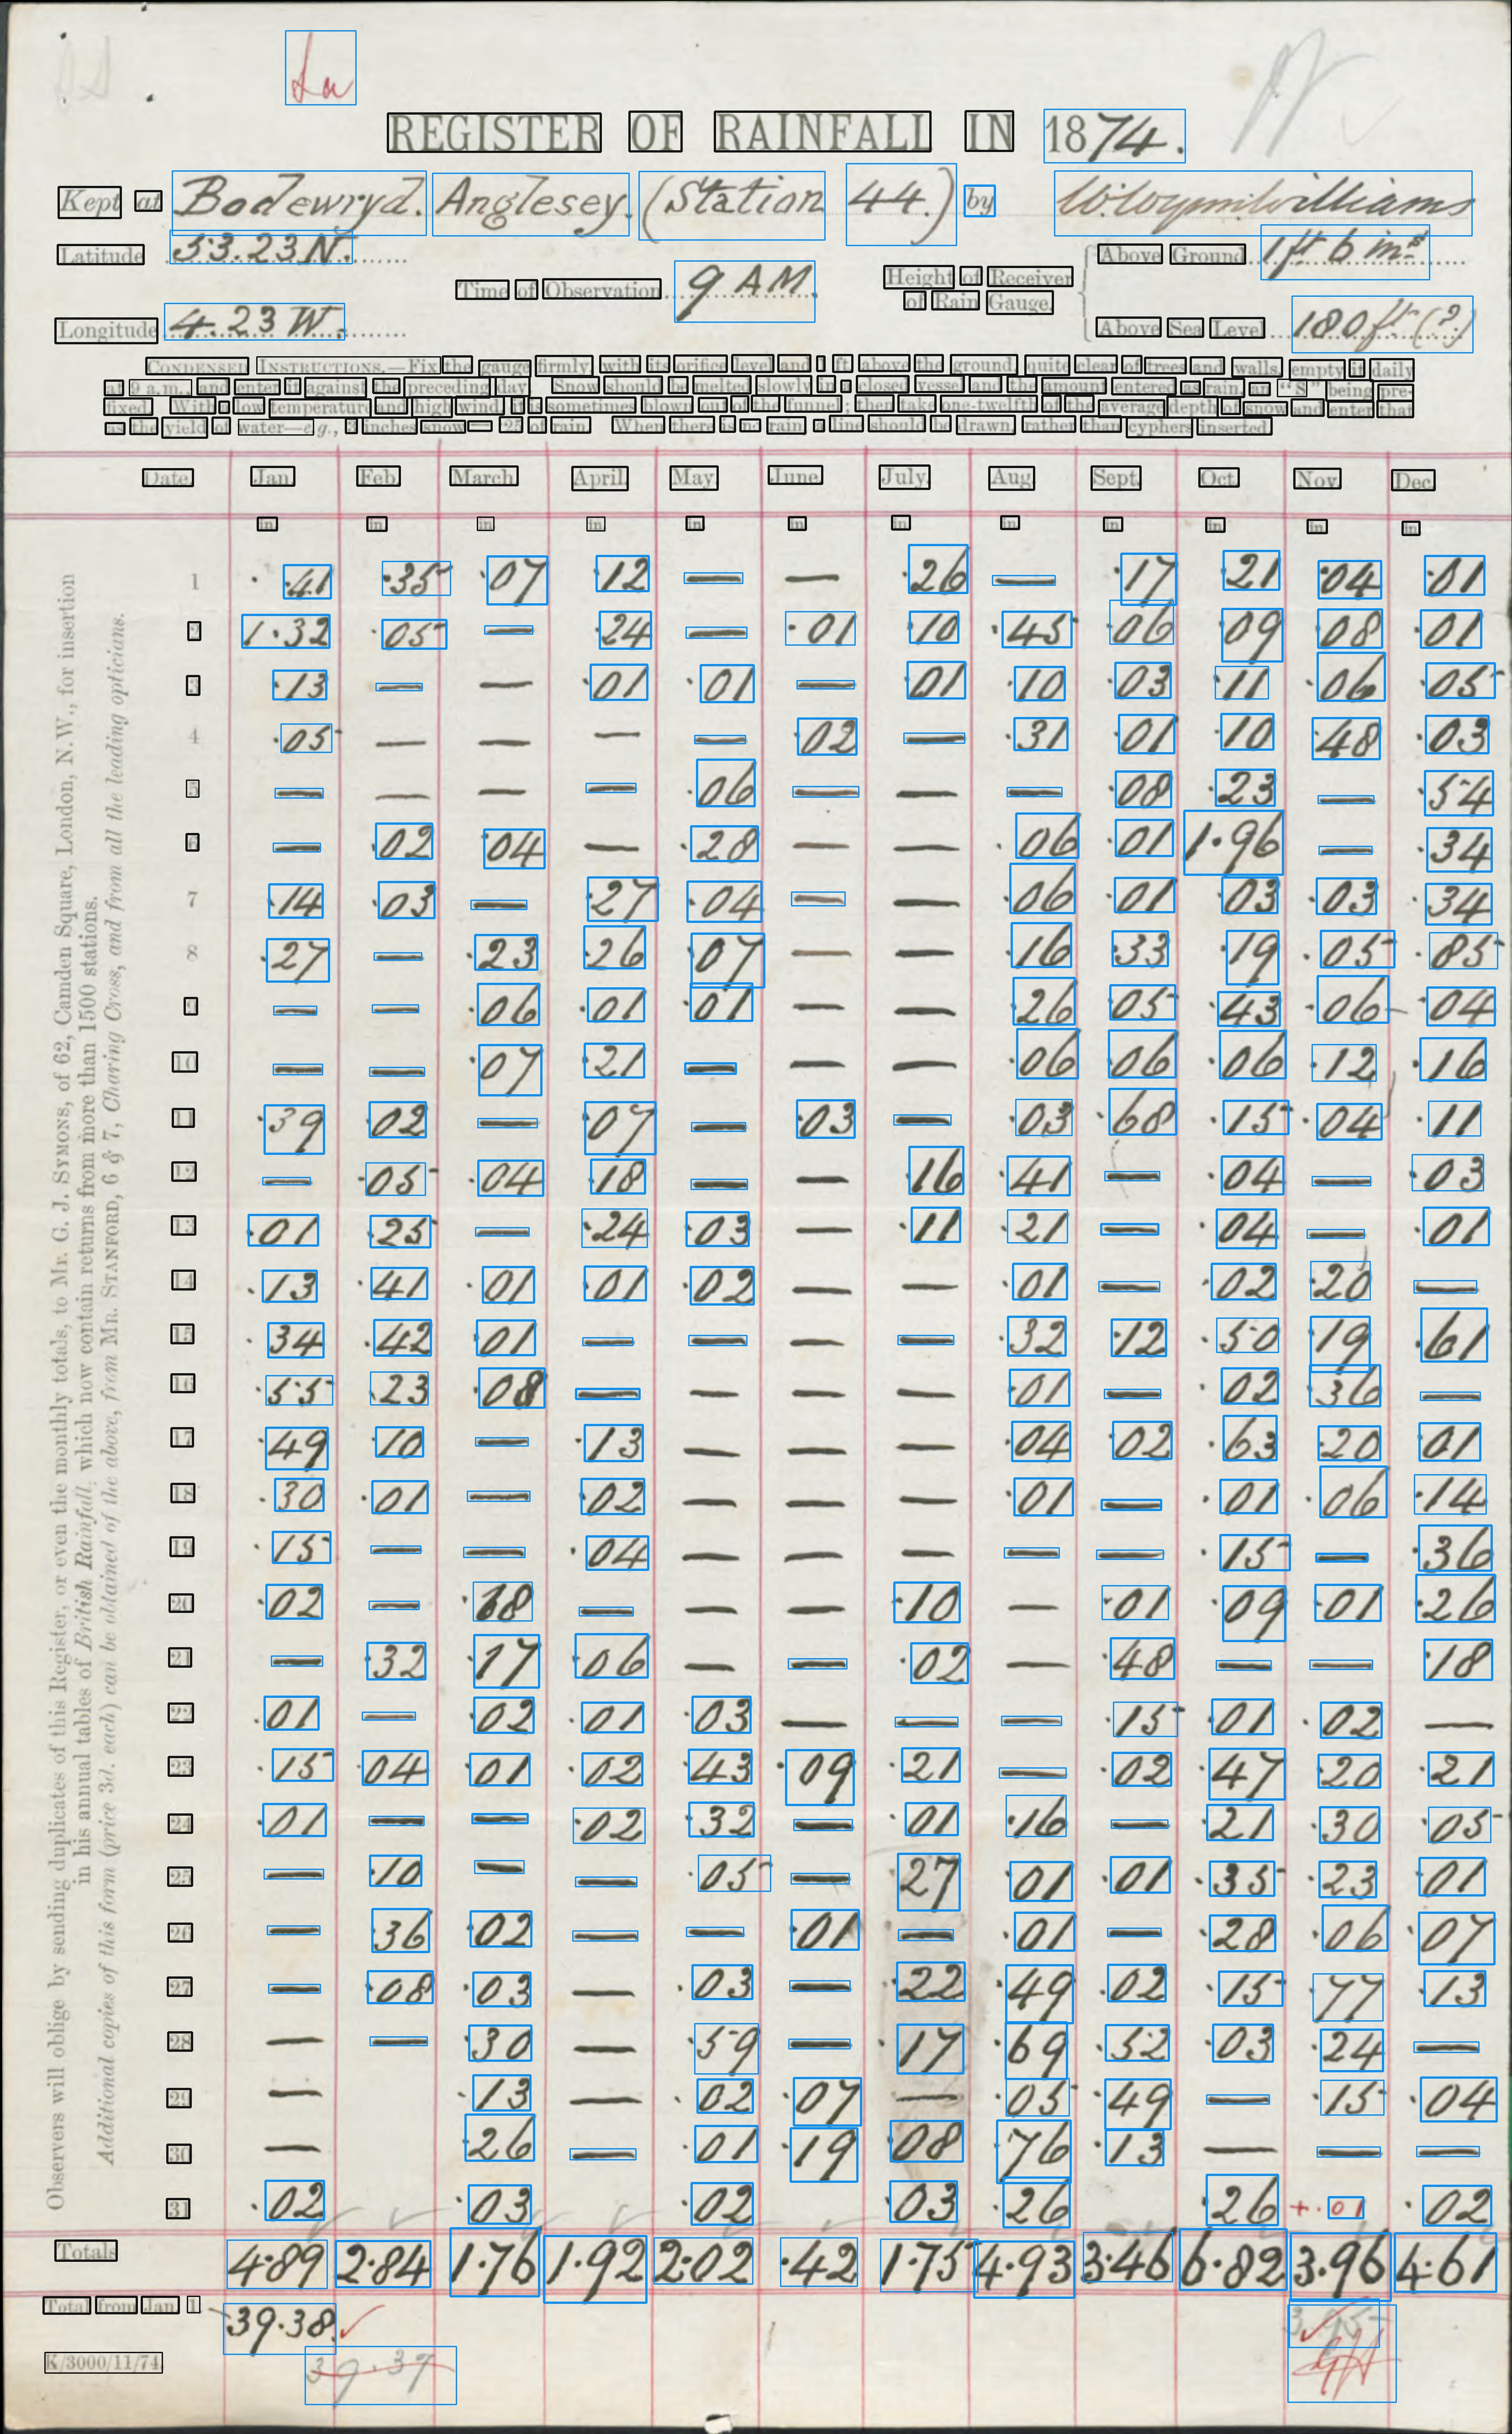 La
REGISTER OF RAINFALL IN 1874.
Kept at Bodewryd. Anglesey. (Station 44.) by
Latitude 53.23 N. Above Ground 1 ft 6 ins
Time of Observation 9 AM. Height of Receiver of Rain Gauge
Longitude 4.23 W. Above Sea Level 180 ft (?)
CONDENSED INSTRUCTIONS.—Fix the gauge firmly, with its orifice level and 1 ft. above the ground, quite clear of trees and walls, empty it daily
at 9 a.m., and enter it against the preceding day. Snow should be melted slowly in a closed vessel and the amount entered as rain, an "S" being pre-
fixed. With a low temperature and high wind, it is sometimes blown out of the funnel; then take one-twelfth of the average depth of snow and enter that
as the yield of water—e.g., 3 inches snow — ·25 of rain. When there is no rain a line should be drawn, rather than cyphers inserted.
Date. Jan. Feb. March. April. May. June. July. Aug. Sept. Oct. Nov. Dec.
in. in. in. in. in. in. in. in. in. in. in. in.
1 ·41 ·35 ·07 ·12 — — ·26 — ·17 ·21 ·04 ·01
2 1·32 ·05 — ·24 — ·01 ·10 ·45 ·06 ·09 ·08 ·01
3 ·13 — — ·01 ·01 — ·01 ·10 ·03 ·11 ·06 ·05
4 ·05 — — — — ·02 — ·31 ·01 ·10 ·48 ·03
5 — — — — ·06 — — — ·08 ·23 — ·54
6 — ·02 ·04 — ·28 — — ·06 ·01 1·96 — ·34
7 ·14 ·03 — ·27 ·04 — — ·06 ·01 ·03 ·03 ·34
8 ·27 — ·23 ·26 ·07 — — ·16 ·33 ·19 ·05 ·85
9 — — ·06 ·01 ·01 — — ·26 ·05 ·43 ·06 ·04
10 — — ·07 ·21 — — — ·06 ·06 ·06 ·12 ·16
11 ·39 ·02 — ·07 — ·03 — ·03 ·68 ·15 ·04 ·11
12 — ·05 ·04 ·18 — — ·16 ·41 — ·04 — ·03
13 ·01 ·25 — ·24 ·03 — ·11 ·21 — ·04 — ·01
14 ·13 ·41 ·01 ·01 ·02 — — ·01 — ·02 ·20 —
15 ·34 ·42 ·01 — — — — ·32 ·12 ·50 ·19 ·61
16 ·55 ·23 ·08 — — — — ·01 — ·02 ·36 —
17 ·49 ·10 — ·13 — — — ·04 ·02 ·63 ·20 ·01
18 ·30 ·01 — ·02 — — — ·01 — ·01 ·06 ·14
19 ·15 — — ·04 — — — — — ·15 — ·36
20 ·02 — ·18 — — — ·10 — ·01 ·09 ·01 ·26
21 — ·32 ·17 ·06 — — ·02 — ·48 — — ·18
22 ·01 — ·02 ·01 ·03 — — — ·15 ·01 ·02 —
23 ·15 ·04 ·01 ·02 ·43 ·09 ·21 — ·02 ·47 ·20 ·21
24 ·01 — — ·02 ·32 — ·01 ·16 — ·21 ·30 ·05
25 — ·10 — — ·05 — ·27 ·01 ·01 ·35 ·23 ·01
26 — ·36 ·02 — — ·01 — ·01 — ·28 ·06 ·07
27 — ·08 ·03 — ·03 — ·22 ·49 ·02 ·15 ·77 ·13
28 — — ·30 — ·59 — ·17 ·69 ·52 ·03 ·24 —
29 — ·13 — ·02 ·07 — ·05 ·49 — ·15 ·04
30 — ·26 — ·01 ·19 ·08 ·76 ·13 — — —
31 ·02 ·03 ·02 ·03 ·26 ·26 +·01 ·02
Totals 4·89 2·84 1·76 1·92 2·02 ·42 1·75 4·93 3·46 6·82 3·96 4·61
Total from Jan. 1 39·38 3·95
K/3000/11/74. 39·37
Observers will oblige by sending duplicates of this Register, or even the monthly totals, to Mr. G. J. SYMONS, of 62, Camden Square, London, N.W., for insertion
in his annual tables of British Rainfall, which now contain returns from more than 1500 stations.
Additional copies of this form (price 3d. each) can be obtained of the above, from MR. STANFORD, 6 & 7, Charing Cross, and from all the leading opticians.